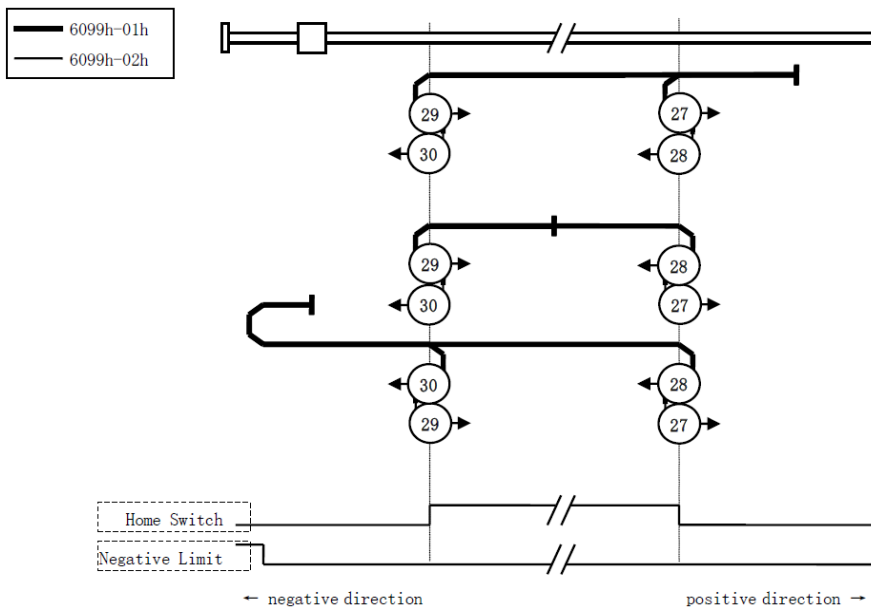 6099h-01h
6099h-02h
29 27
30 28
29 28
30 27
30 28
29 27
Home Switch
Negative Limit
← negative direction positive direction →